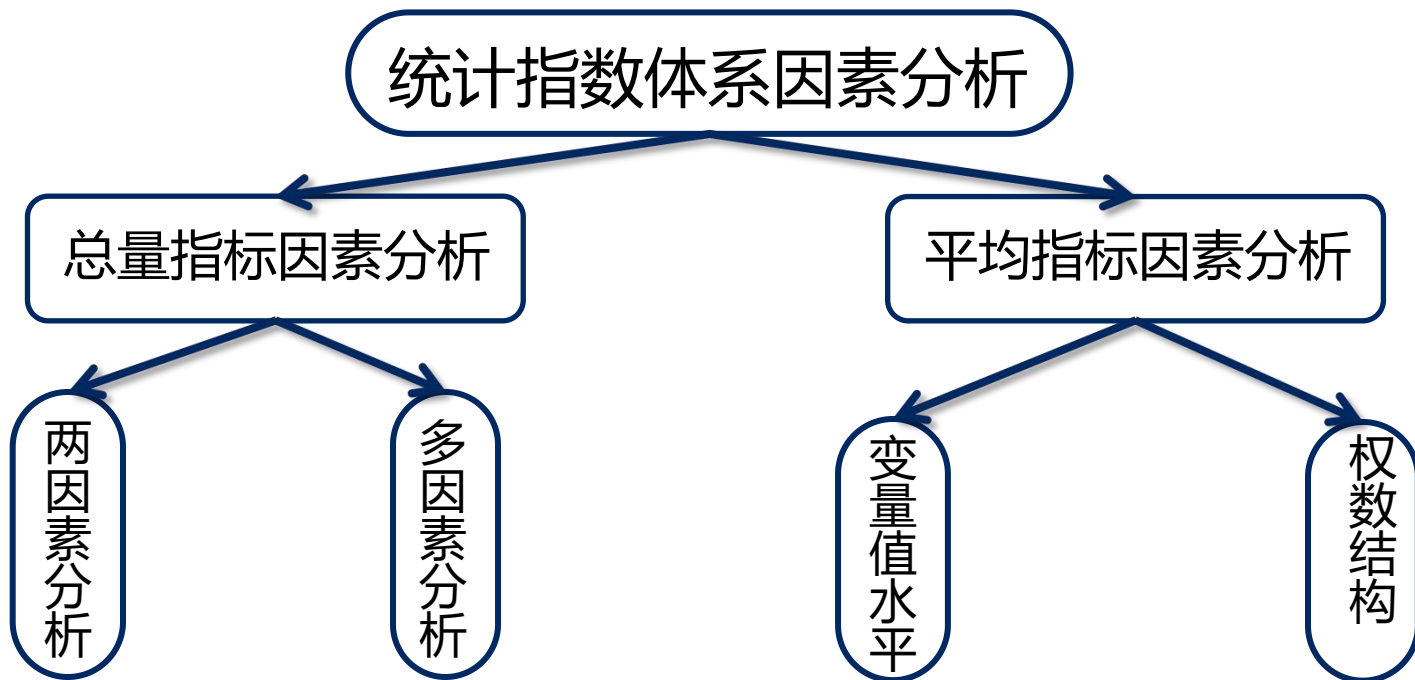 统计指数体系因素分析
总量指标因素分析
平均指标因素分析
两因素分析
多因素分析
变量值水平
权数结构